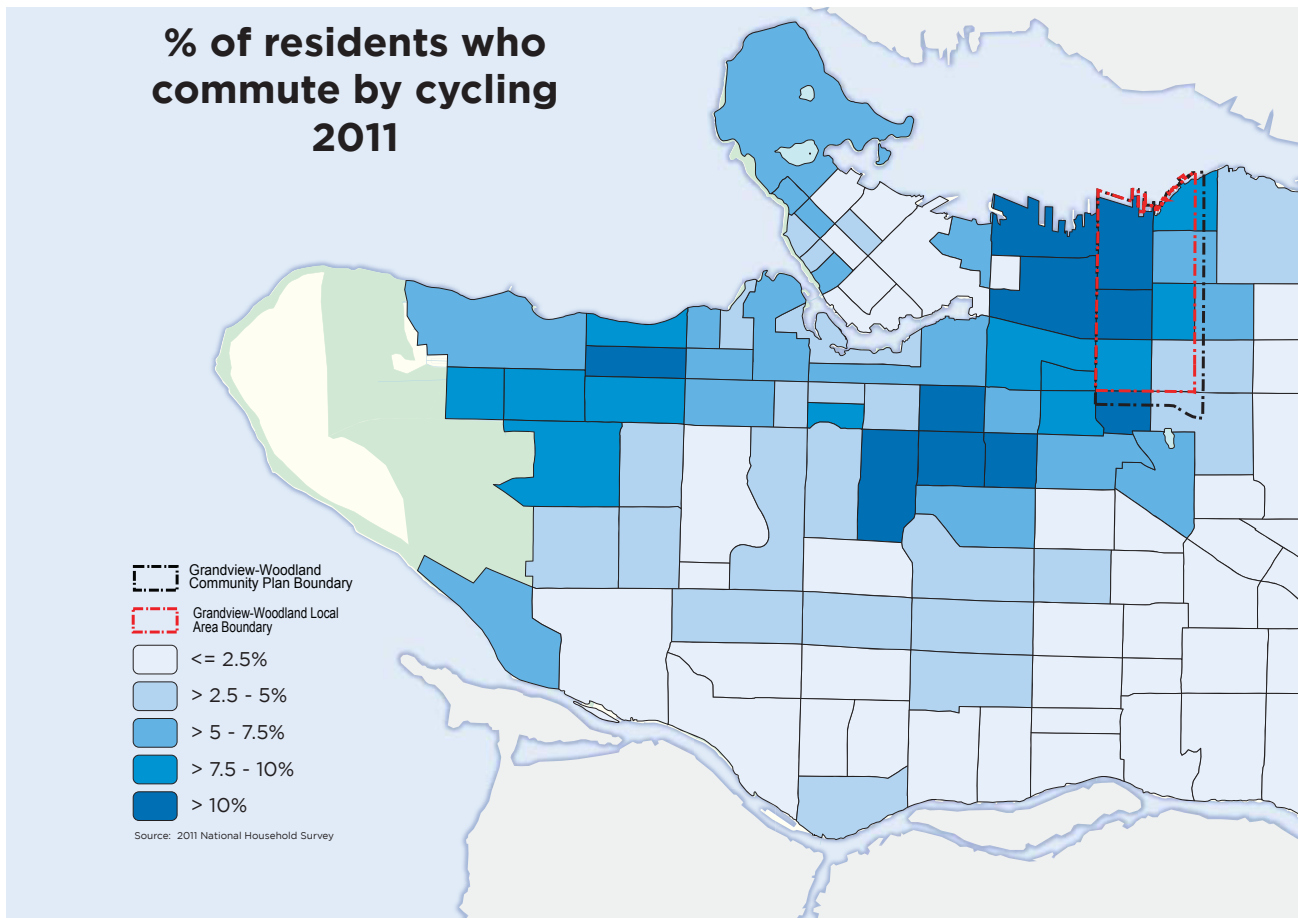 % of residents who
commute by cycling
2011
Grandview-Woodland
Community Plan Boundary
Grandview-Woodland Local
Area Boundary
<= 2.5%
> 2.5 - 5%
> 5 - 7.5%
> 7.5 - 10%
> 10%
Source: 2011 National Household Survey